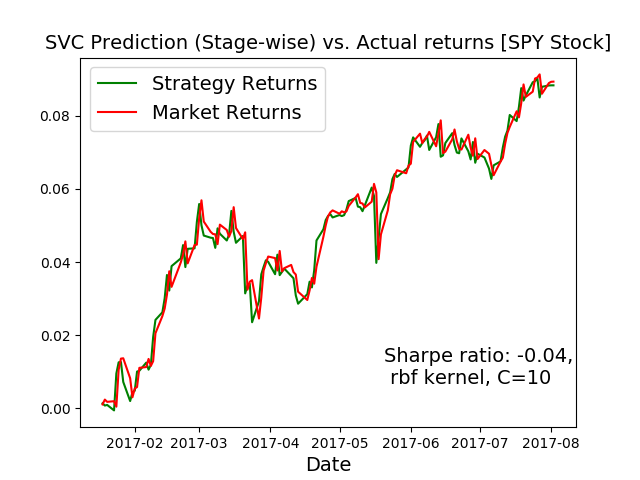 SVC Prediction (Stage-wise) vs. Actual returns [SPY Stock]
Strategy Returns
Market Returns
0.08
0.06
0.04
0.02
0.00
Sharpe ratio: -0.04,
rbf kernel, C=10
2017-02 2017-03 2017-04 2017-05 2017-06 2017-07 2017-08
Date